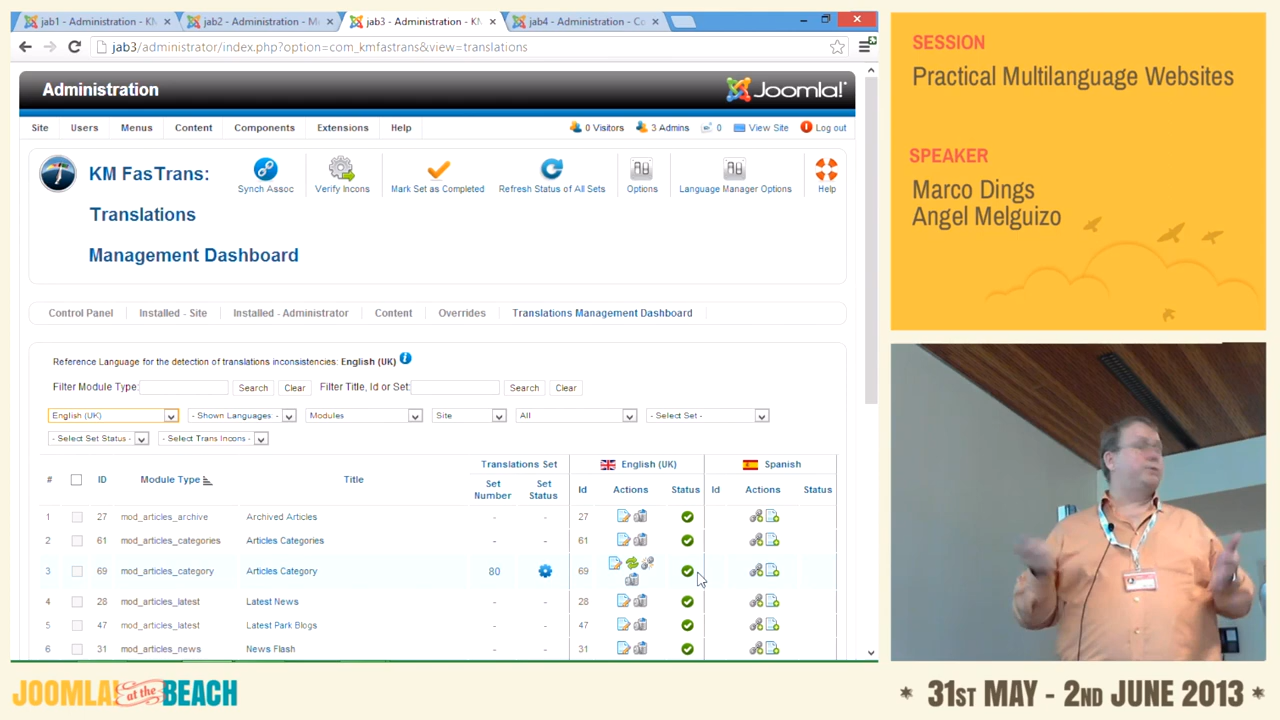 jab1 - Administration - KM
jab2 - Administration - Me
jab3 - Administration - KM
jab4 - Administration - Co
jab3/administrator/index.php?option=com_kmfastrans&view=translations
Administration
Joomla!
Site Users Menus Content Components Extensions Help
0 Visitors 3 Admins 0 View Site Log out
KM FasTrans:
Translations
Management Dashboard
Synch Assoc
Verify Incons
Mark Set as Completed
Refresh Status of All Sets
Options
Language Manager Options
Help
Control Panel Installed - Site Installed - Administrator Content Overrides Translations Management Dashboard
Reference Language for the detection of translations inconsistencies: English (UK)
Filter Module Type: Search Clear Filter Title, Id or Set: Search Clear
English (UK) - Shown Languages - Modules Site All - Select Set -
- Select Set Status - - Select Trans Incons -
Translations Set English (UK) Spanish
# ID Module Type Title Set Number Set Status Id Actions Status Id Actions Status
1 27 mod_articles_archive Archived Articles - - 27
2 61 mod_articles_categories Articles Categories - - 61
3 69 mod_articles_category Articles Category 80 69
4 28 mod_articles_latest Latest News - - 28
5 47 mod_articles_latest Latest Park Blogs - - 47
6 31 mod_articles_news News Flash - - 31
SESSION
Practical Multilanguage Websites
SPEAKER
Marco Dings
Angel Melguizo
JOOMLA! at the BEACH
* 31ST MAY - 2ND JUNE 2013 *